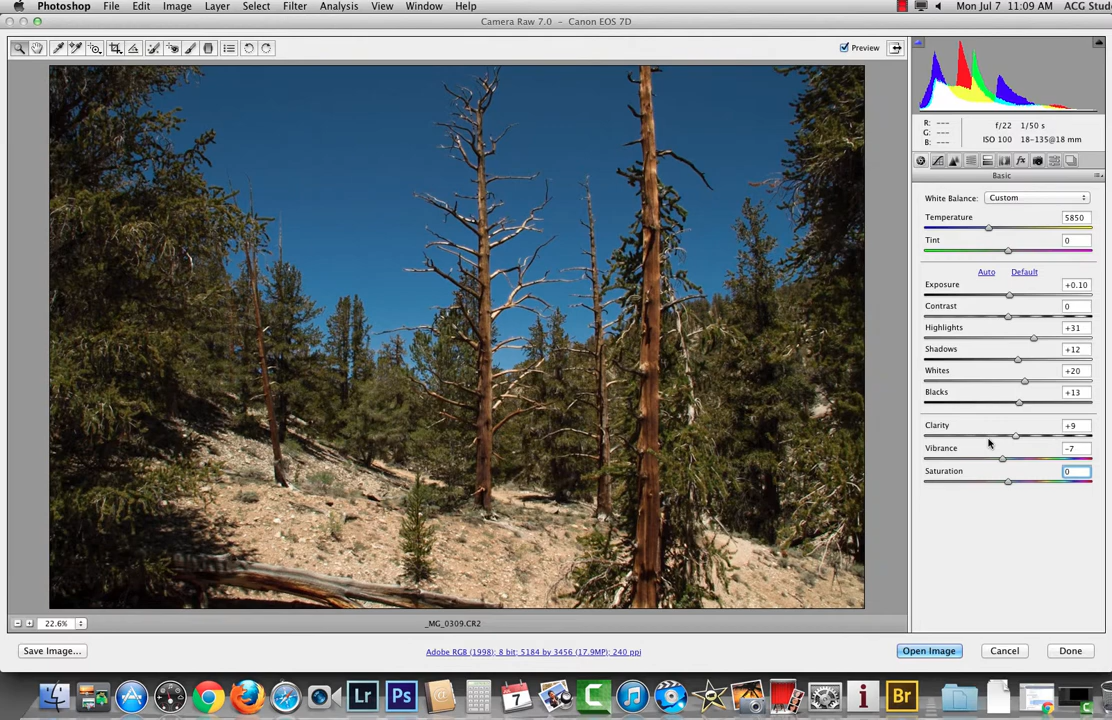 Photoshop File Edit Image Layer Select Filter Analysis View Window Help Mon Jul 7 11:09 AM ACG Stud
Camera Raw 7.0 - Canon EOS 7D
Preview
R: ---
G: ---
B: ---
f/22 1/50 s
ISO 100 18-135@18 mm
Basic
White Balance: Custom
Temperature 5850
Tint 0
Auto Default
Exposure +0.10
Contrast 0
Highlights +31
Shadows +12
Whites +20
Blacks +13
Clarity +9
Vibrance -7
Saturation 0
22.6%
_MG_0309.CR2
Save Image...
Adobe RGB (1998); 8 bit; 5184 by 3456 (17.9MP); 240 ppi
Open Image Cancel Done
Lr Ps 7 Br